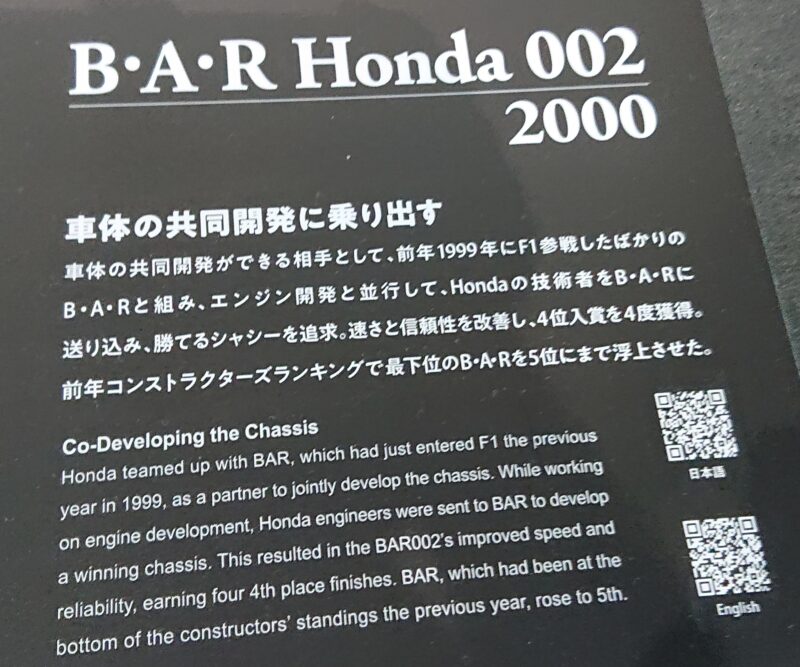 B・A・R Honda 002
2000
車体の共同開発に乗り出す
車体の共同開発ができる相手として、前年1999年にF1参戦したばかりの
B・A・Rと組み、エンジン開発と並行して、Hondaの技術者をB・A・Rに
送り込み、勝てるシャシーを追求。速さと信頼性を改善し、4位入賞を4度獲得。
前年コンストラクターズランキングで最下位のB・A・Rを5位にまで浮上させた。
Co-Developing the Chassis
Honda teamed up with BAR, which had just entered F1 the previous
year in 1999, as a partner to jointly develop the chassis. While working
on engine development, Honda engineers were sent to BAR to develop
a winning chassis. This resulted in the BAR002's improved speed and
reliability, earning four 4th place finishes. BAR, which had been at the
bottom of the constructors' standings the previous year, rose to 5th.
日本語
English